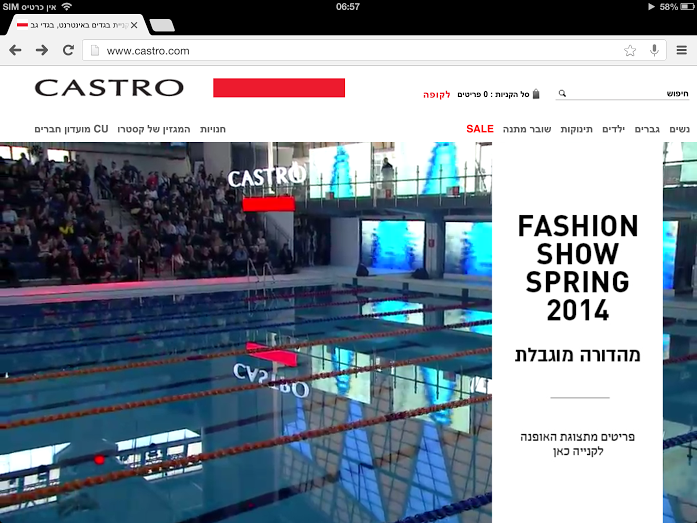 אין כרטיס SIM
06:57
58%
קניית בגדים באינטרנט, בגדי גב
www.castro.com
CASTRO
לקופה
סל הקניות : 0 פריטים
חיפוש
נשים
גברים
ילדים
תינוקות
שובר מתנה
SALE
חנויות
המגזין של קסטרו
CU מועדון חברים
CASTRO
CASTRO
FASHION
SHOW
SPRING
2014
מהדורה מוגבלת
פריטים מתצוגת האופנה
לקנייה כאן